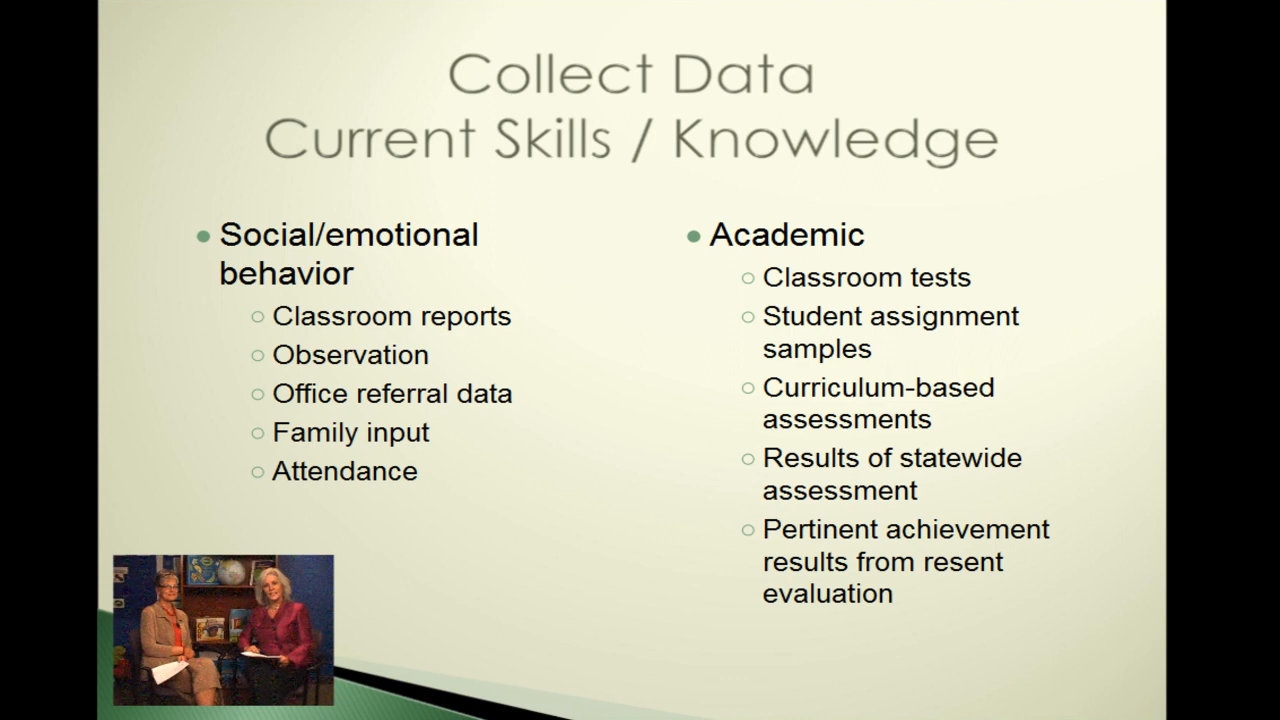 Collect Data
Current Skills / Knowledge
Social/emotional
behavior
Classroom reports
Observation
Office referral data
Family input
Attendance
Academic
Classroom tests
Student assignment
samples
Curriculum-based
assessments
Results of statewide
assessment
Pertinent achievement
results from resent
evaluation